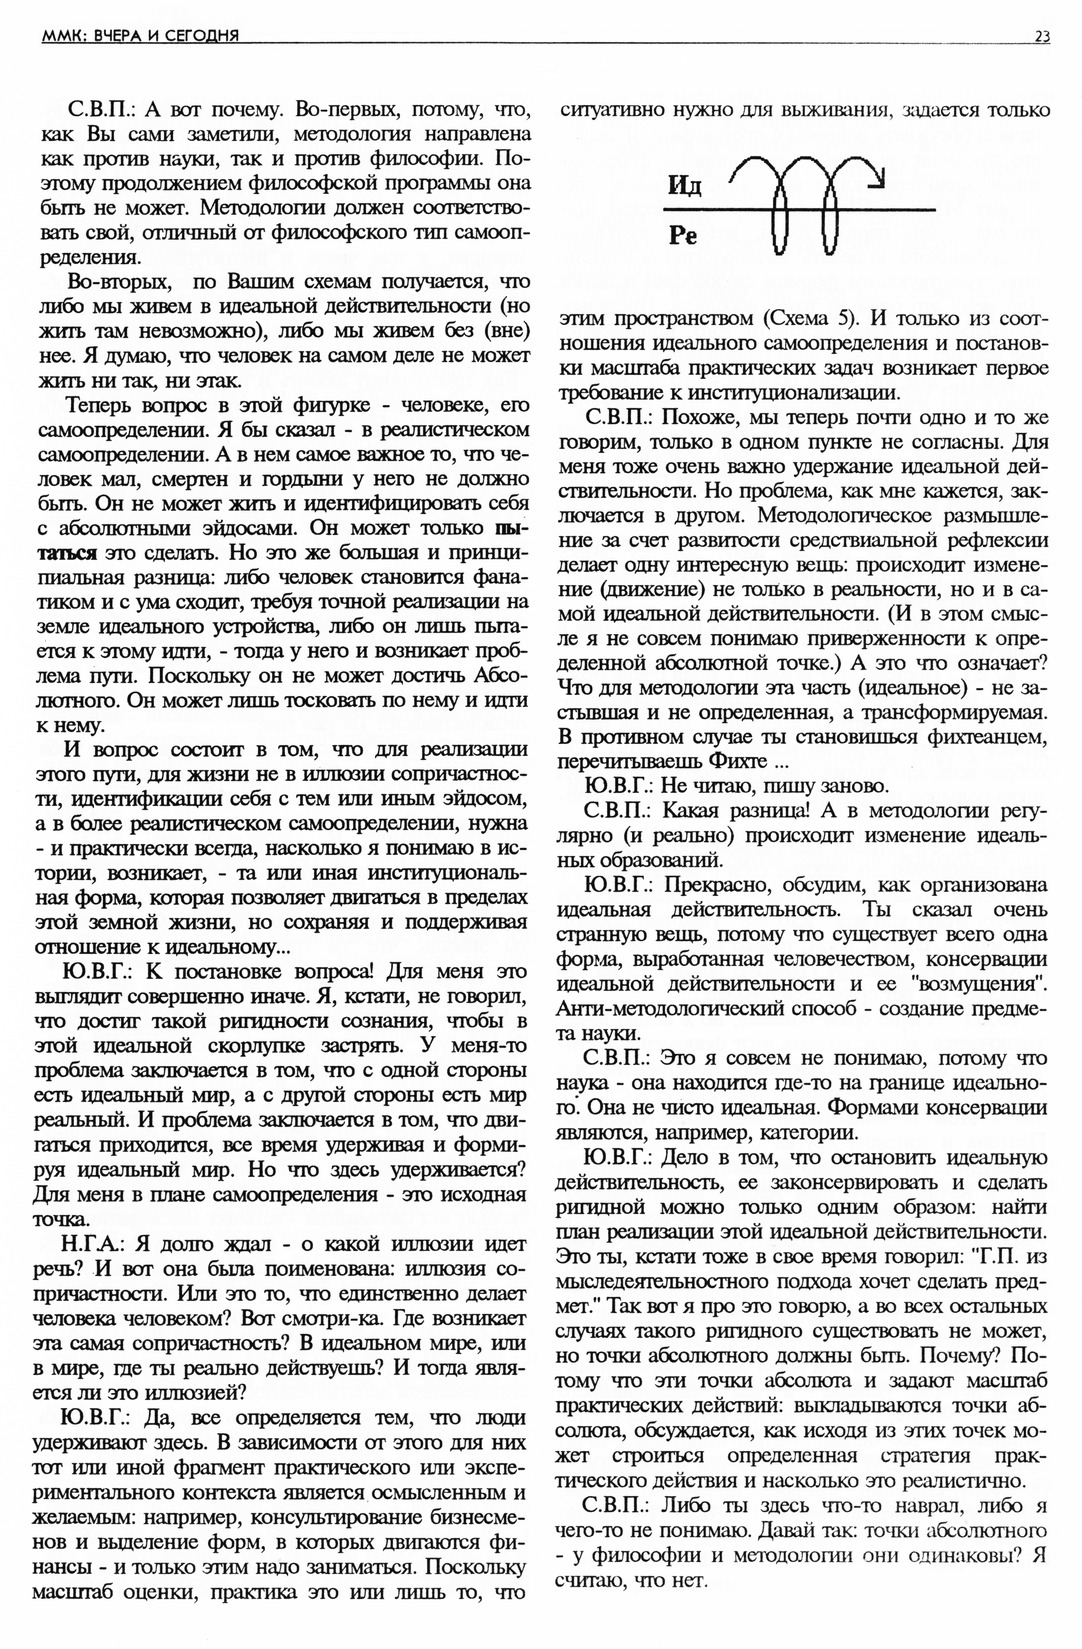 ММК: ВЧЕРА И СЕГОДНЯ 23
С.В.П.: А вот почему. Во-первых, потому, что,
как Вы сами заметили, методология направлена
как против науки, так и против философии. По-
этому продолжением философской программы она
быть не может. Методологии должен соответство-
вать свой, отличный от философского тип самооп-
ределения.
Во-вторых, по Вашим схемам получается, что
либо мы живем в идеальной действительности (но
жить там невозможно), либо мы живем без (вне)
нее. Я думаю, что человек на самом деле не может
жить ни так, ни этак.
Теперь вопрос в этой фигурке - человеке, его
самоопределении. Я бы сказал - в реалистическом
самоопределении. А в нем самое важное то, что че-
ловек мал, смертен и гордыни у него не должно
быть. Он не может жить и идентифицировать себя
с абсолютными эйдосами. Он может только пы-
таться это сделать. Но это же большая и принци-
пиальная разница: либо человек становится фана-
тиком и с ума сходит, требуя точной реализации на
земле идеального устройства, либо он лишь пыта-
ется к этому идти, - тогда у него и возникает проб-
лема пути. Поскольку он не может достичь Абсо-
лютного. Он может лишь тосковать по нему и идти
к нему.
И вопрос состоит в том, что для реализации
этого пути, для жизни не в иллюзии сопричастнос-
ти, идентификации себя с тем или иным эйдосом,
а в более реалистическом самоопределении, нужна
- и практически всегда, насколько я понимаю в ис-
тории, возникает, - та или иная институциональ-
ная форма, которая позволяет двигаться в пределах
этой земной жизни, но сохраняя и поддерживая
отношение к идеальному...
Ю.В.Г.: К постановке вопроса! Для меня это
выглядит совершенно иначе. Я, кстати, не говорил,
что достиг такой ригидности сознания, чтобы в
этой идеальной скорлупке застрять. У меня-то
проблема заключается в том, что с одной стороны
есть идеальный мир, а с другой стороны есть мир
реальный. И проблема заключается в том, что дви-
гаться приходится, все время удерживая и форми-
руя идеальный мир. Но что здесь удерживается?
Для меня в плане самоопределения - это исходная
точка.
Н.Г.А.: Я долго ждал - о какой иллюзии идет
речь? И вот она была поименована: иллюзия со-
причастности. Или это то, что единственно делает
человека человеком? Вот смотри-ка. Где возникает
эта самая сопричастность? В идеальном мире, или
в мире, где ты реально действуешь? И тогда явля-
ется ли это иллюзией?
Ю.В.Г.: Да, все определяется тем, что люди
удерживают здесь. В зависимости от этого для них
тот или иной фрагмент практического или экспе-
риментального контекста является осмысленным и
желаемым: например, консультирование бизнесме-
нов и выделение форм, в которых двигаются фи-
нансы - и только этим надо заниматься. Поскольку
масштаб оценки, практика это или лишь то, что
ситуативно нужно для выживания, задается только
Ид
Ре
этим пространством (Схема 5). И только из соот-
ношения идеального самоопределения и постанов-
ки масштаба практических задач возникает первое
требование к институционализации.
С.В.П.: Похоже, мы теперь почти одно и то же
говорим, только в одном пункте не согласны. Для
меня тоже очень важно удержание идеальной дей-
ствительности. Но проблема, как мне кажется, зак-
лючается в другом. Методологическое размышле-
ние за счет развитости средствиальной рефлексии
делает одну интересную вещь: происходит измене-
ние (движение) не только в реальности, но и в са-
мой идеальной действительности. (И в этом смыс-
ле я не совсем понимаю приверженности к опре-
деленной абсолютной точке.) А это что означает?
Что для методологии эта часть (идеальное) - не за-
стывшая и не определенная, а трансформируемая.
В противном случае ты становишься фихтеанцем,
перечитываешь Фихте ...
Ю.В.Г.: Не читаю, пишу заново.
С.В.П.: Какая разница! А в методологии регу-
лярно (и реально) происходит изменение идеаль-
ных образований.
Ю.В.Г.: Прекрасно, обсудим, как организована
идеальная действительность. Ты сказал очень
странную вещь, потому что существует всего одна
форма, выработанная человечеством, консервации
идеальной действительности и ее "возмущения".
Анти-методологический способ - создание предме-
та науки.
С.В.П.: Это я совсем не понимаю, потому что
наука - она находится где-то на границе идеально-
го. Она не чисто идеальная. Формами консервации
являются, например, категории.
Ю.В.Г.: Дело в том, что остановить идеальную
действительность, ее законсервировать и сделать
ригидной можно только одним образом: найти
план реализации этой идеальной действительности.
Это ты, кстати тоже в свое время говорил: "Г.П. из
мыследеятельностного подхода хочет сделать пред-
мет." Так вот я про это говорю, а во всех остальных
случаях такого ригидного существовать не может,
но точки абсолютного должны быть. Почему? По-
тому что эти точки абсолюта и задают масштаб
практических действий: выкладываются точки аб-
солюта, обсуждается, как исходя из этих точек мо-
жет строиться определенная стратегия прак-
тического действия и насколько это реалистично.
С.В.П.: Либо ты здесь что-то наврал, либо я
чего-то не понимаю. Давай так: точки абсолютного
- у философии и методологии они одинаковы? Я
считаю, что нет.